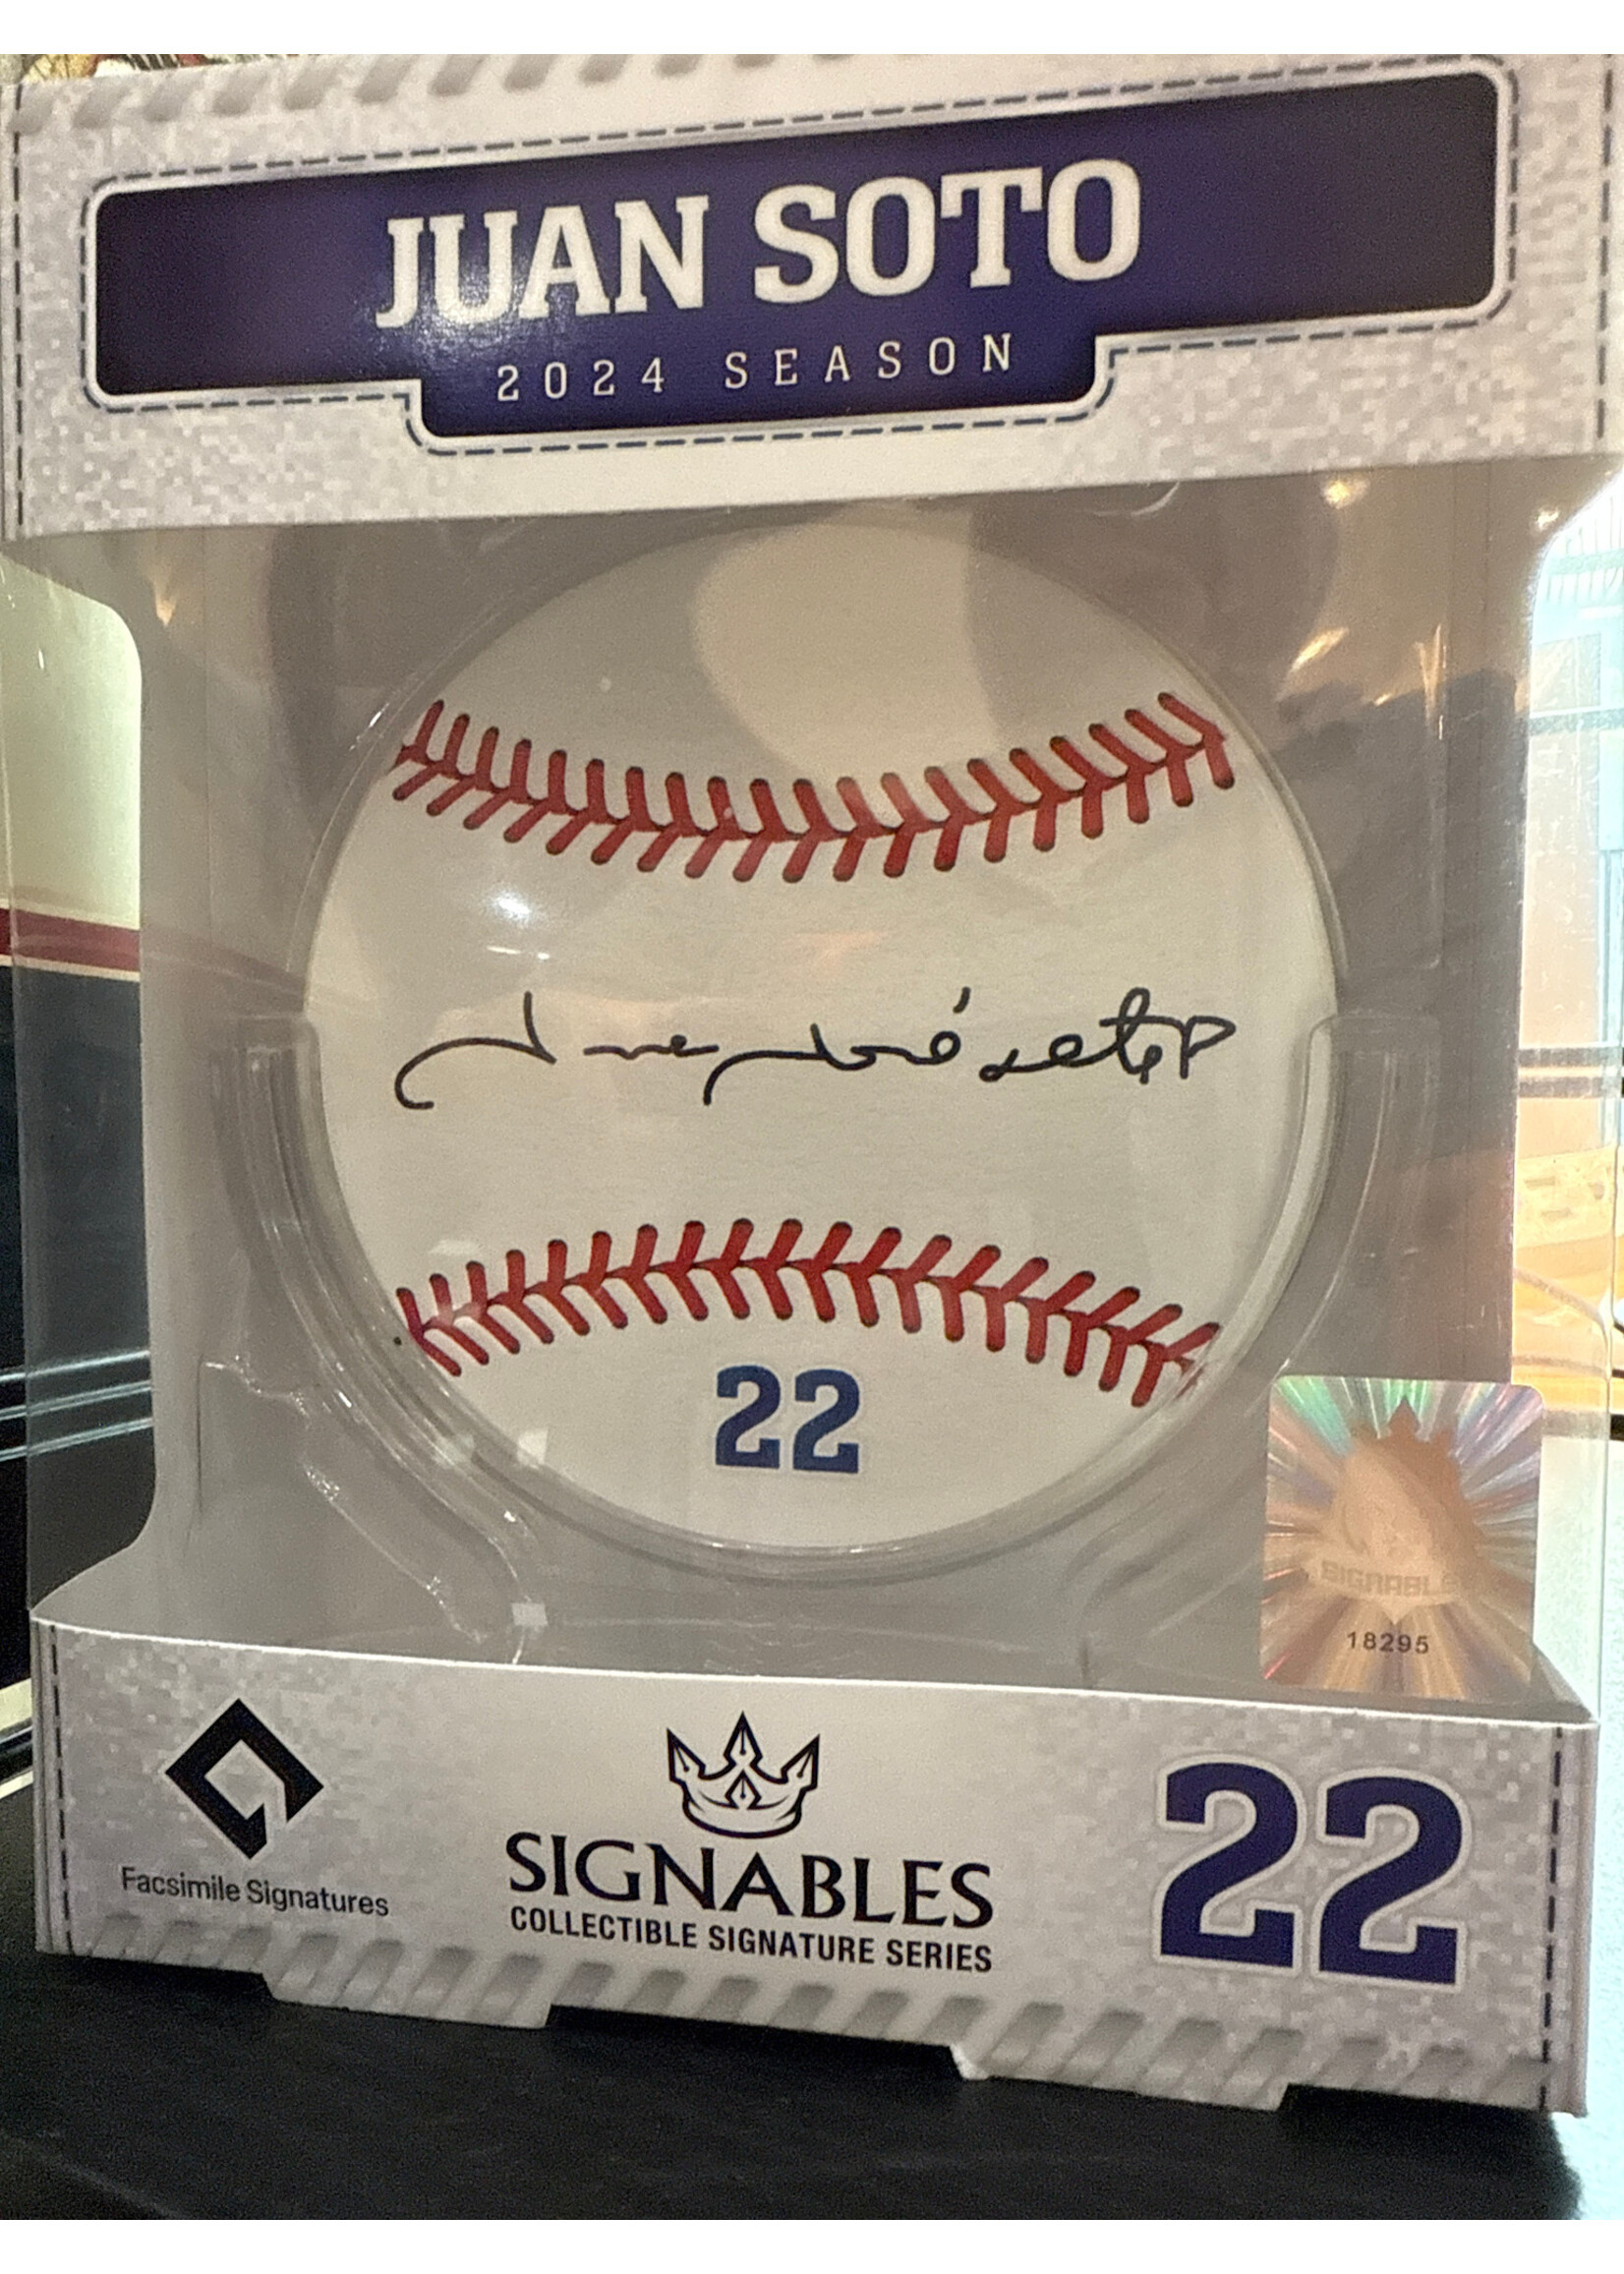 JUAN SOTO
2024 SEASON
22
SIGNABLES
18295
Facsimile Signatures
SIGNABLES
COLLECTIBLE SIGNATURE SERIES
22